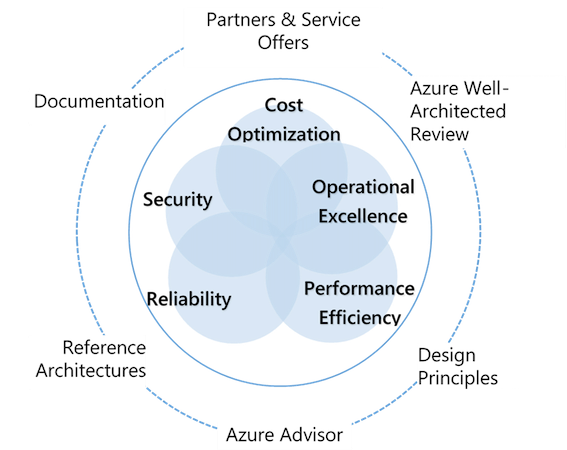 Partners & Service
Offers
Azure Well-
Architected
Review
Documentation
Cost
Optimization
Operational
Excellence
Security
Performance
Efficiency
Reliability
Reference
Architectures
Design
Principles
Azure Advisor